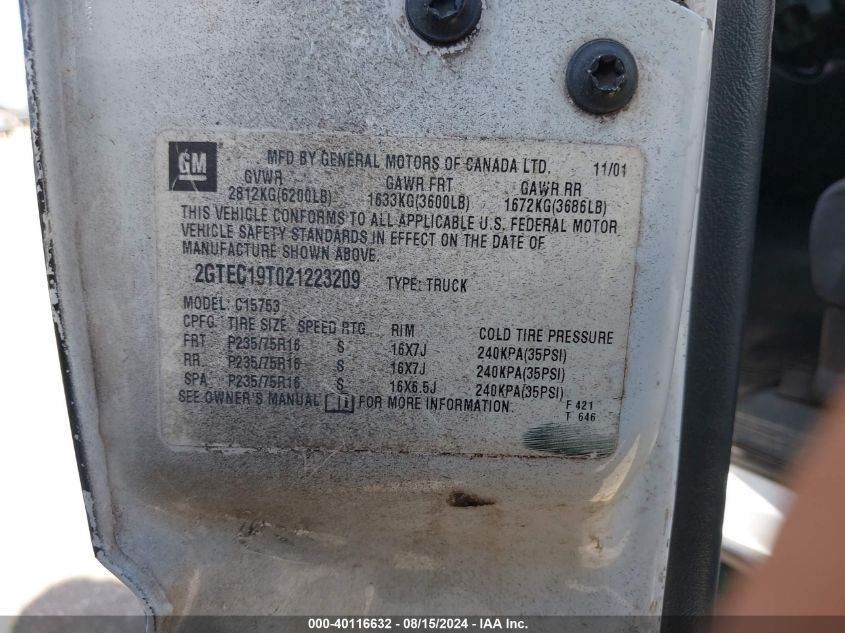 GM
MFD BY GENERAL MOTORS OF CANADA LTD. 11/01
GVWR GAWR FRT GAWR RR
2812KG(6200LB) 1633KG(3600LB) 1672KG(3686LB)
THIS VEHICLE CONFORMS TO ALL APPLICABLE U.S. FEDERAL MOTOR
VEHICLE SAFETY STANDARDS IN EFFECT ON THE DATE OF
MANUFACTURE SHOWN ABOVE.
2GTEC19T021223209 TYPE: TRUCK
MODEL: C15753
CPFG TIRE SIZE SPEED RTG RIM COLD TIRE PRESSURE
FRT P235/75R16 S 16X7J 240KPA(35PSI)
RR P235/75R16 S 16X7J 240KPA(35PSI)
SPA P235/75R16 S 16X6.5J 240KPA(35PSI)
SEE OWNER'S MANUAL FOR MORE INFORMATION. F 421
T 646
000-40116632 - 08/15/2024 - IAA Inc.